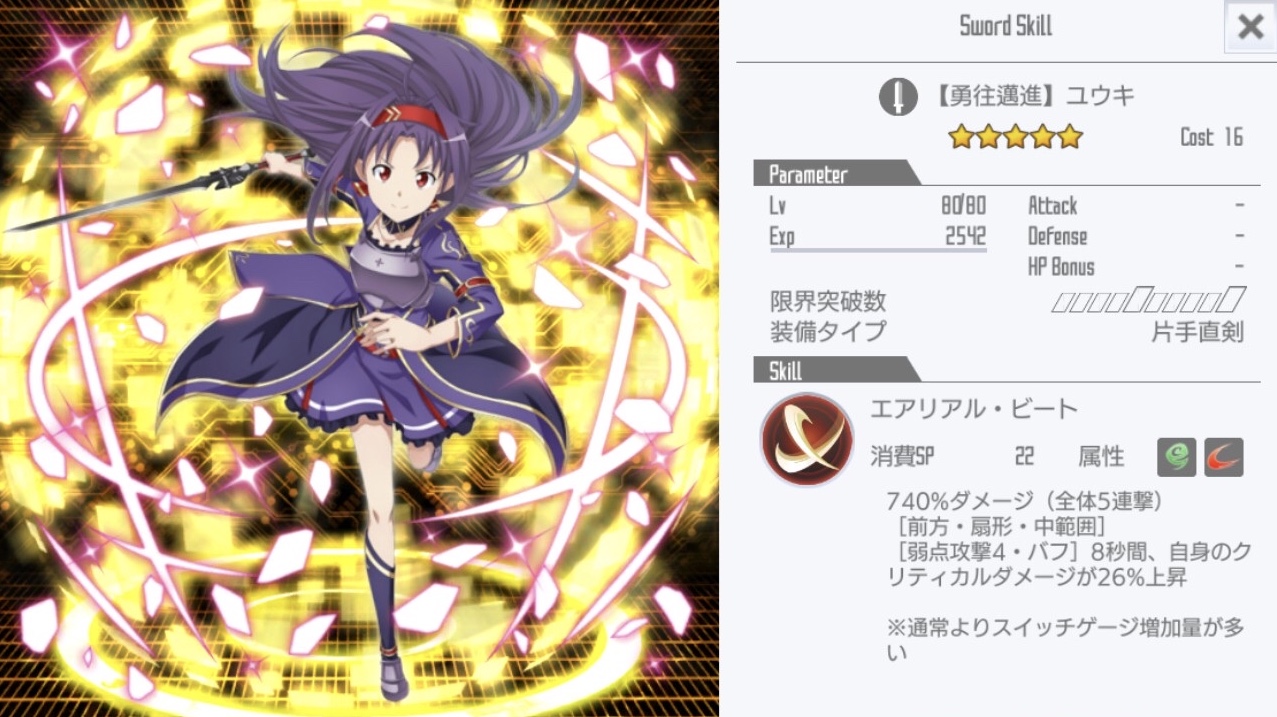 Sword Skill
【勇往邁進】ユウキ
Cost 16
Parameter
Lv 80/80 Attack -
Exp 2542 Defense -
HP Bonus -
限界突破数
装備タイプ 片手直剣
Skill
エアリアル・ビート
消費SP 22 属性
740%ダメージ（全体5連撃）
［前方・扇形・中範囲］
［弱点攻撃4・バフ］8秒間、自身のク
リティカルダメージが26%上昇
※通常よりスイッチゲージ増加量が多
い